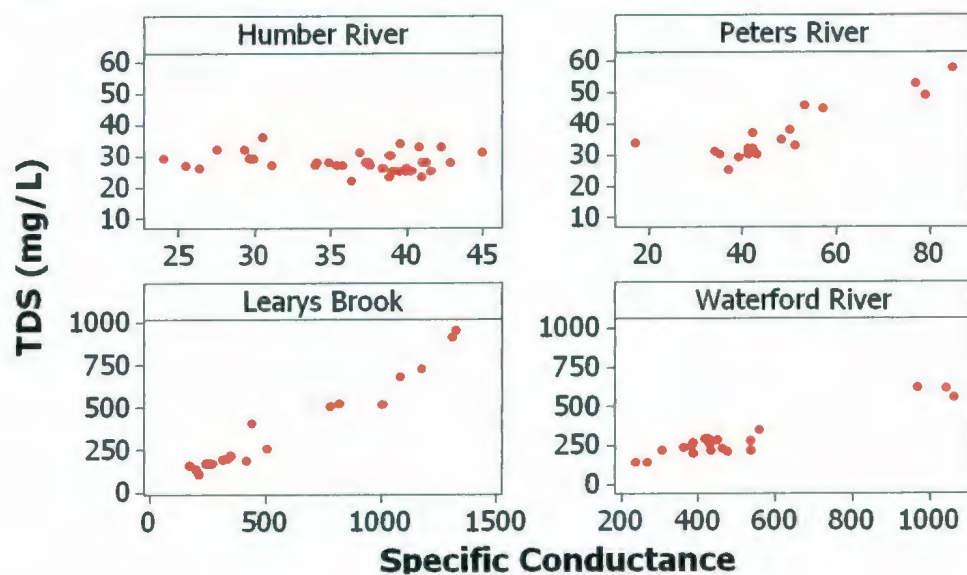 Humber River
Peters River
60
50
40
30
20
10
25 30 35 40 45
60
50
40
30
20
10
20 40 60 80
TDS (mg/L)
Learys Brook
Waterford River
1000
750
500
250
0
0 500 1000 1500
1000
750
500
250
0
200 400 600 800 1000
Specific Conductance